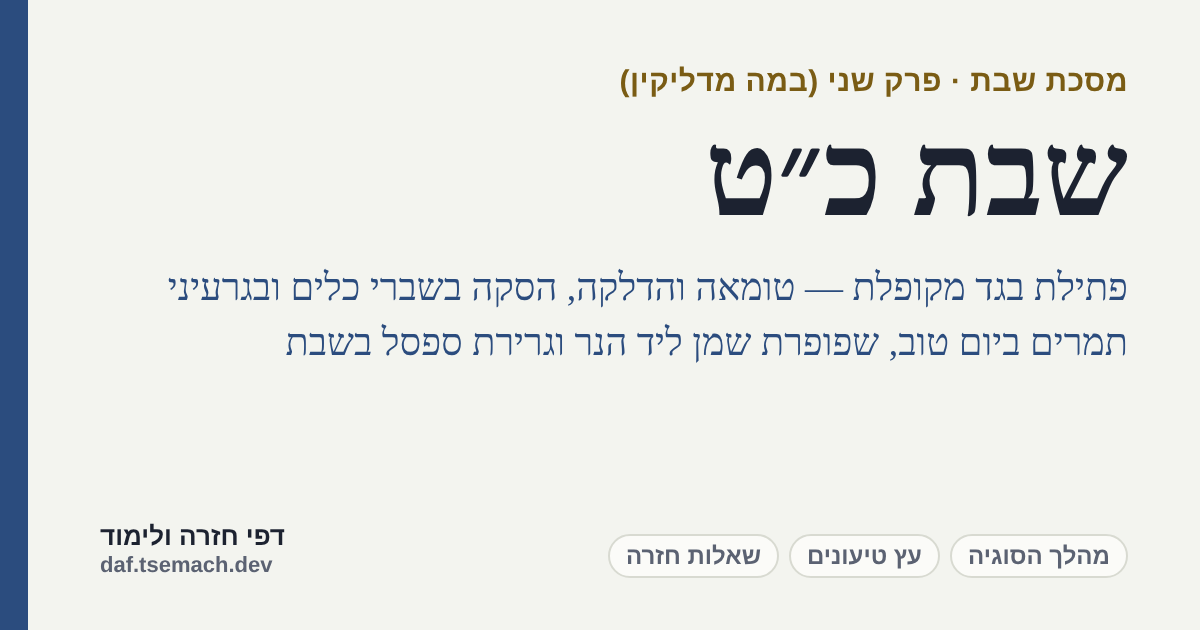 מסכת שבת · פרק שני (במה מדליקין)
שבת כ״ט
פתילת בגד מקופלת — טומאה והדלקה, הסקה בשברי כלים ובגרעיני
תמרים ביום טוב, שפופרת שמן ליד הנר וגרירת ספסל בשבת
מהלך הסוגיה
עץ טיעונים
שאלות חזרה
דפי חזרה ולימוד
daf.tsemach.dev